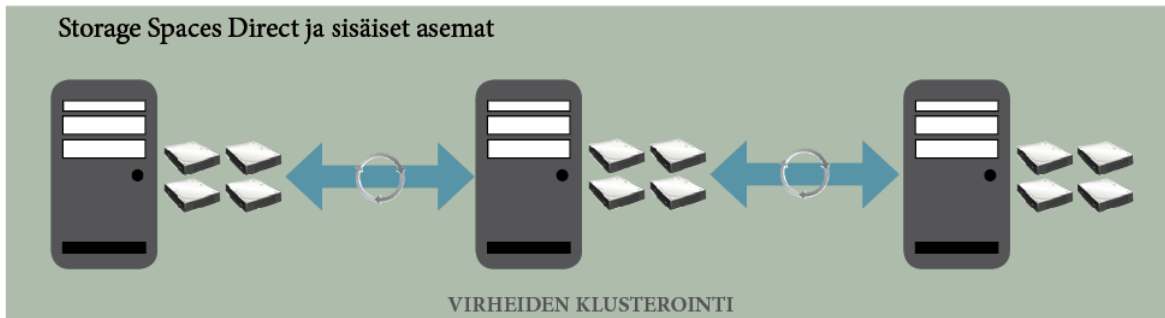 Storage Spaces Direct ja sisäiset asemat
VIRHEIDEN KLUSTEROINTI